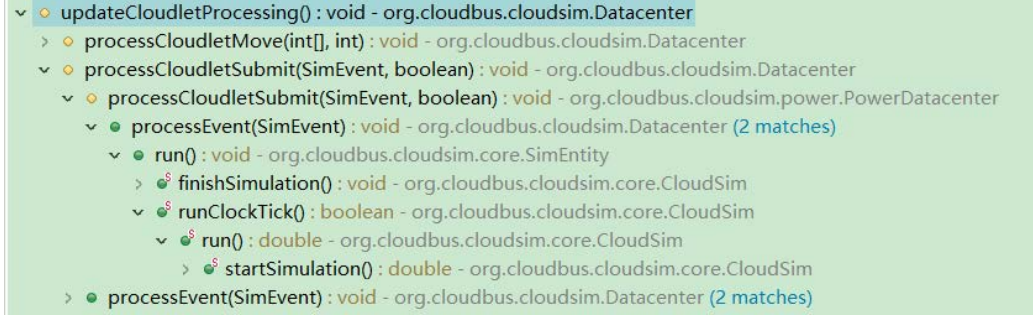 updateCloudletProcessing() : void - org.cloudbus.cloudsim.Datacenter
processCloudletMove(int[], int) : void - org.cloudbus.cloudsim.Datacenter
processCloudletSubmit(SimEvent, boolean) : void - org.cloudbus.cloudsim.Datacenter
processCloudletSubmit(SimEvent, boolean) : void - org.cloudbus.cloudsim.power.PowerDatacenter
processEvent(SimEvent) : void - org.cloudbus.cloudsim.Datacenter (2 matches)
run() : void - org.cloudbus.cloudsim.core.SimEntity
S finishSimulation() : void - org.cloudbus.cloudsim.core.CloudSim
S runClockTick() : boolean - org.cloudbus.cloudsim.core.CloudSim
S run() : double - org.cloudbus.cloudsim.core.CloudSim
S startSimulation() : double - org.cloudbus.cloudsim.core.CloudSim
processEvent(SimEvent) : void - org.cloudbus.cloudsim.Datacenter (2 matches)